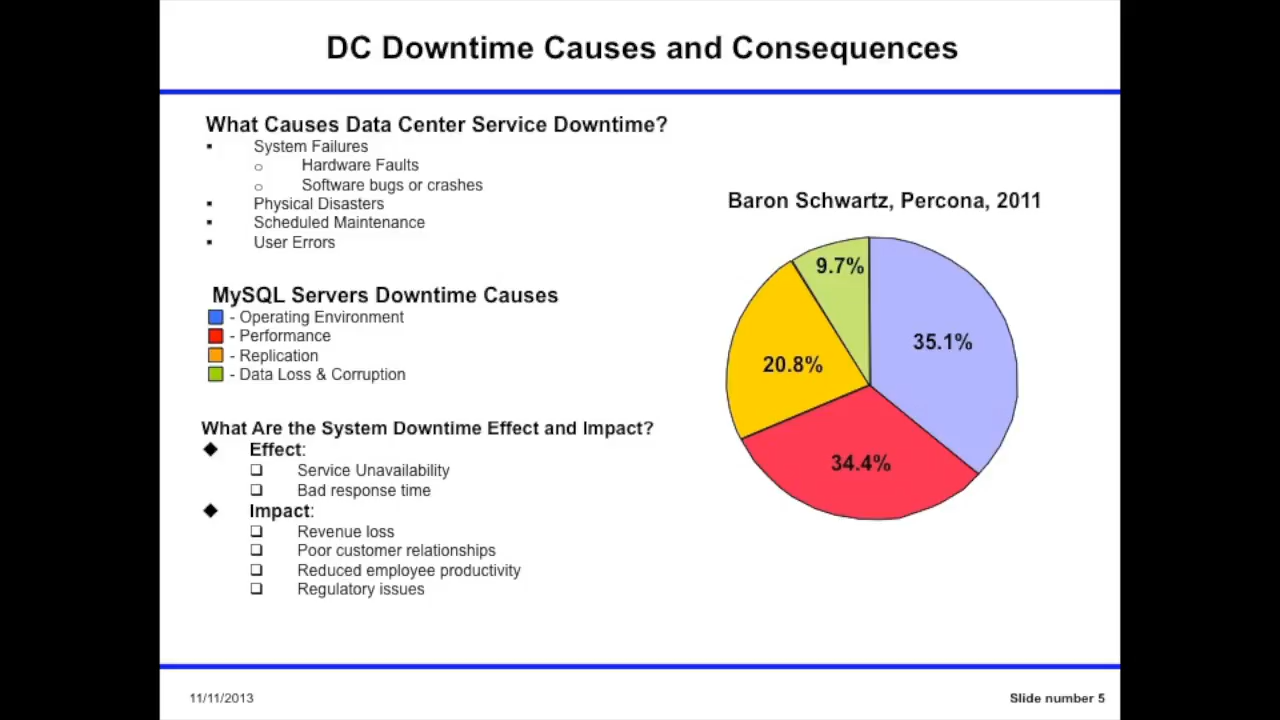 DC Downtime Causes and Consequences
What Causes Data Center Service Downtime?
System Failures
Hardware Faults
Software bugs or crashes
Physical Disasters
Scheduled Maintenance
User Errors
MySQL Servers Downtime Causes
- Operating Environment
- Performance
- Replication
- Data Loss & Corruption
What Are the System Downtime Effect and Impact?
Effect:
Service Unavailability
Bad response time
Impact:
Revenue loss
Poor customer relationships
Reduced employee productivity
Regulatory issues
Baron Schwartz, Percona, 2011
9.7%
35.1%
20.8%
34.4%
11/11/2013
Slide number 5